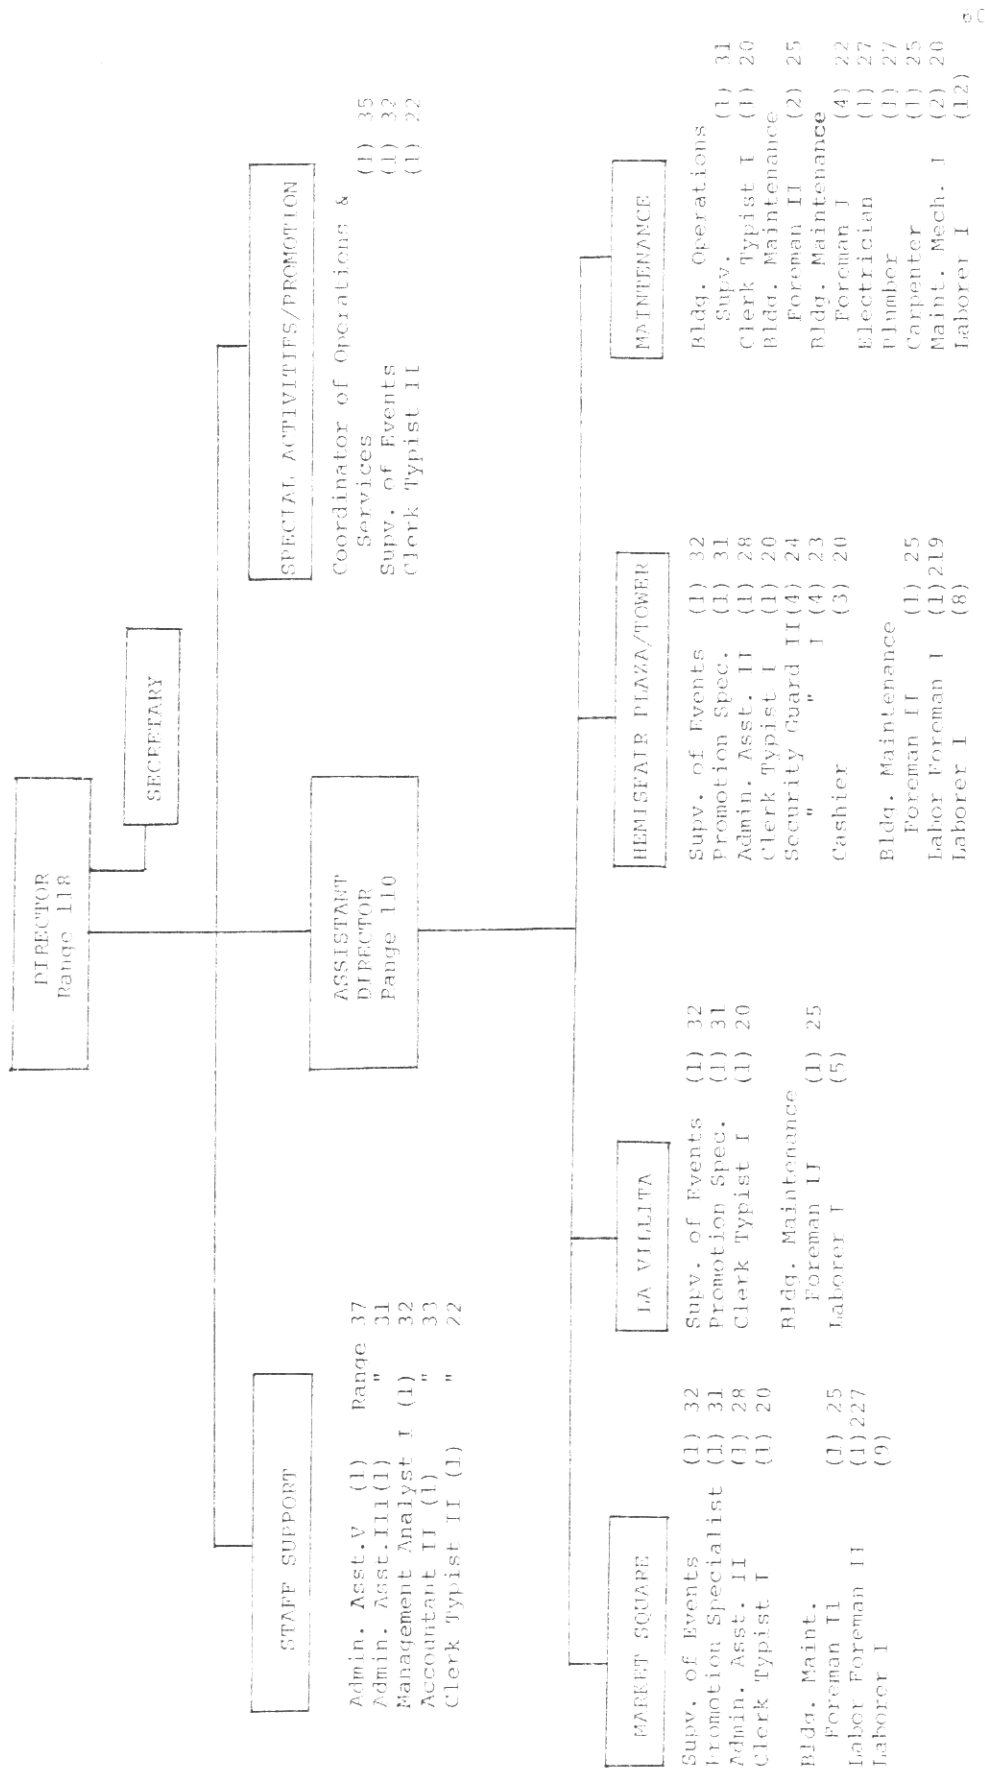 60
DIRECTOR
Range 118
SECRETARY
STAFF SUPPORT
Admin. Asst.V (1) Range 37
Admin. Asst.III(1) " 31
Management Analyst I (1) 32
Accountant II (1) " 33
Clerk Typist II (1) " 22
ASSISTANT
DIRECTOR
Range 110
SPECIAL ACTIVITIES/PROMOTION
Coordinator of Operations &
Services (1) 35
Supv. of Events (1) 32
Clerk Typist II (1) 22
MARKET SQUARE
Supv. of Events (1) 32
Promotion Specialist (1) 31
Admin. Asst. II (1) 28
Clerk Typist I (1) 20
Bldg. Maint.
Foreman II (1) 25
Labor Foreman II (1)227
Laborer I (9)
LA VILLITA
Supv. of Events (1) 32
Promotion Spec. (1) 31
Clerk Typist I (1) 20
Bldg. Maintenance
Foreman II (1) 25
Laborer I (5)
HEMISFAIR PLAZA/TOWER
Supv. of Events (1) 32
Promotion Spec. (1) 31
Admin. Asst. II (1) 28
Clerk Typist I (1) 20
Security Guard II(4) 24
" " I (4) 23
Cashier (3) 20
Bldg. Maintenance
Foreman II (1) 25
Labor Foreman I (1)219
Laborer I (8)
MAINTENANCE
Bldg. Operations
Supv. (1) 31
Clerk Typist I (1) 20
Bldg. Maintenance
Foreman II (2) 25
Bldg. Maintenance
Foreman I (4) 22
Electrician (1) 27
Plumber (1) 27
Carpenter (1) 25
Maint. Mech. I (2) 20
Laborer I (12)